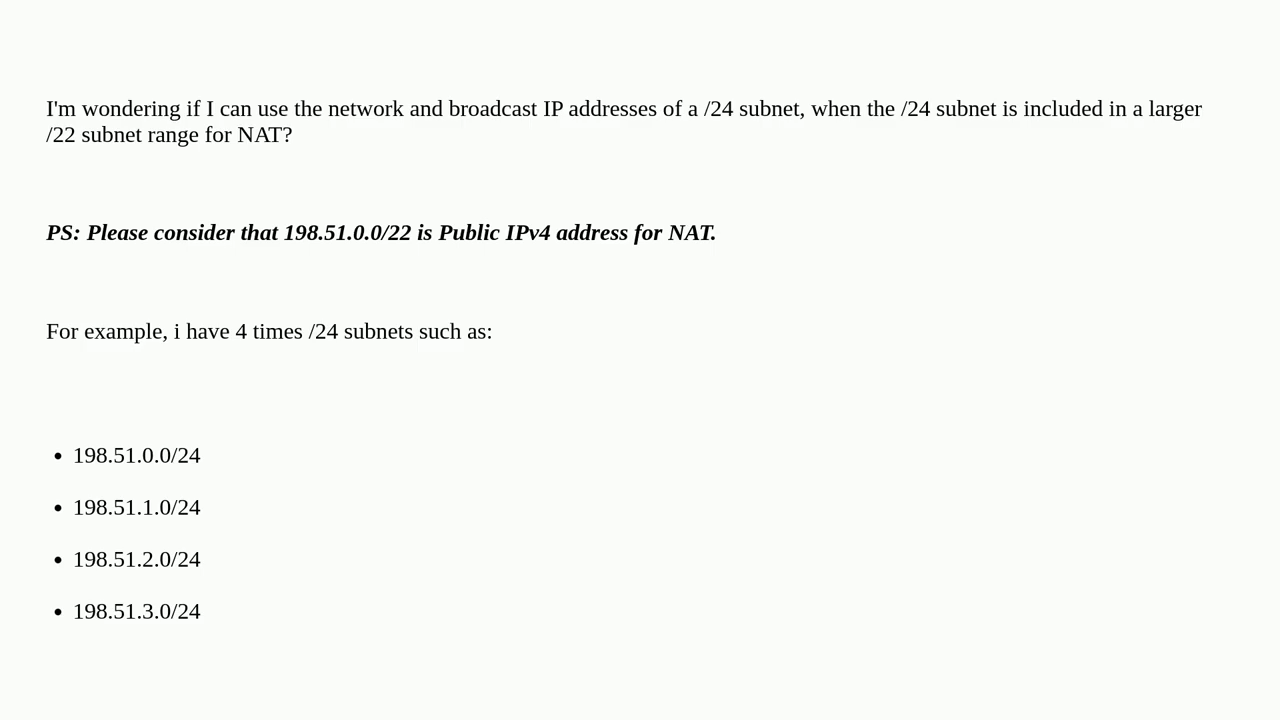 I'm wondering if I can use the network and broadcast IP addresses of a /24 subnet, when the /24 subnet is included in a larger
/22 subnet range for NAT?
PS: Please consider that 198.51.0.0/22 is Public IPv4 address for NAT.
For example, i have 4 times /24 subnets such as:
• 198.51.0.0/24
• 198.51.1.0/24
• 198.51.2.0/24
• 198.51.3.0/24